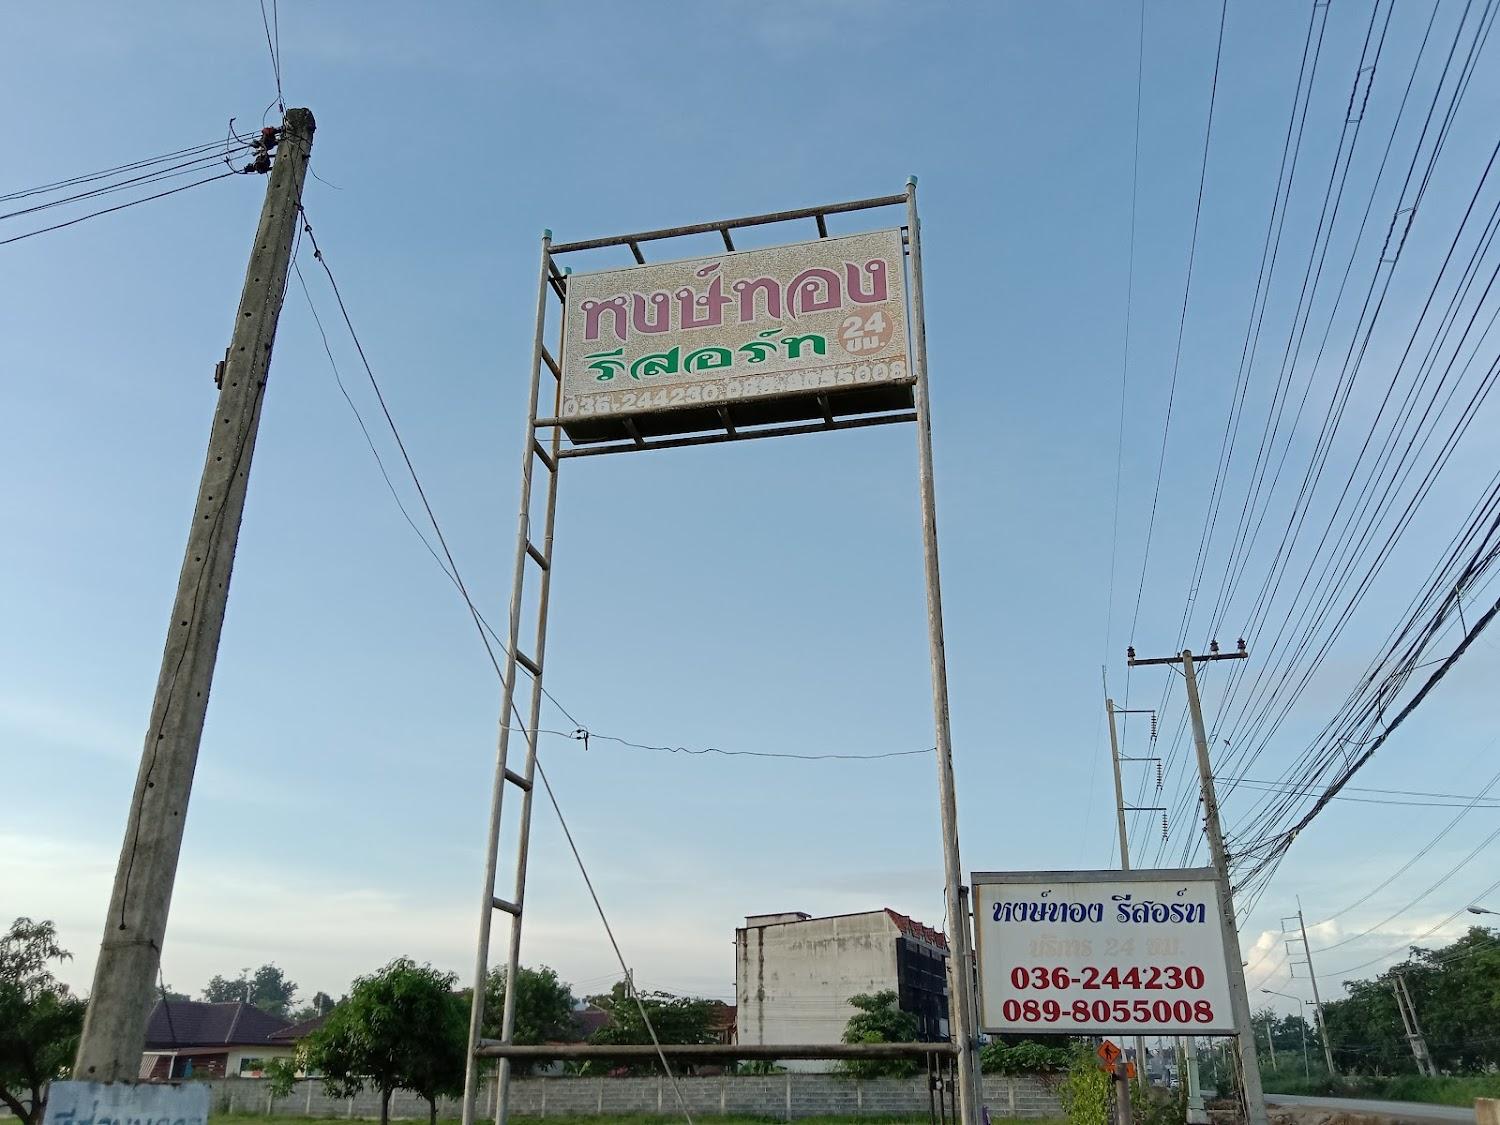 หงษ์ทอง
รีสอร์ท
24
ชม.
036-244230,089-8055008
หงษ์ทอง รีสอร์ท
บริการ 24 ชม.
036-244230
089-8055008